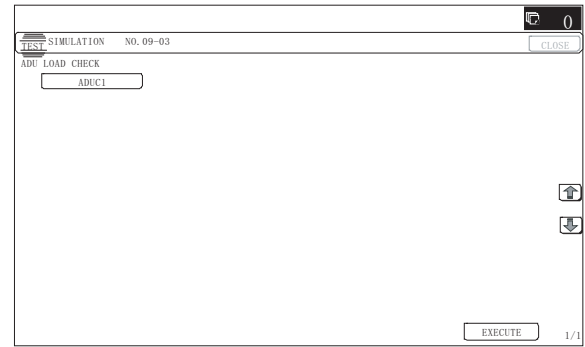 0
TEST SIMULATION NO. 09-03
CLOSE
ADU LOAD CHECK
ADUC1
EXECUTE
1/1